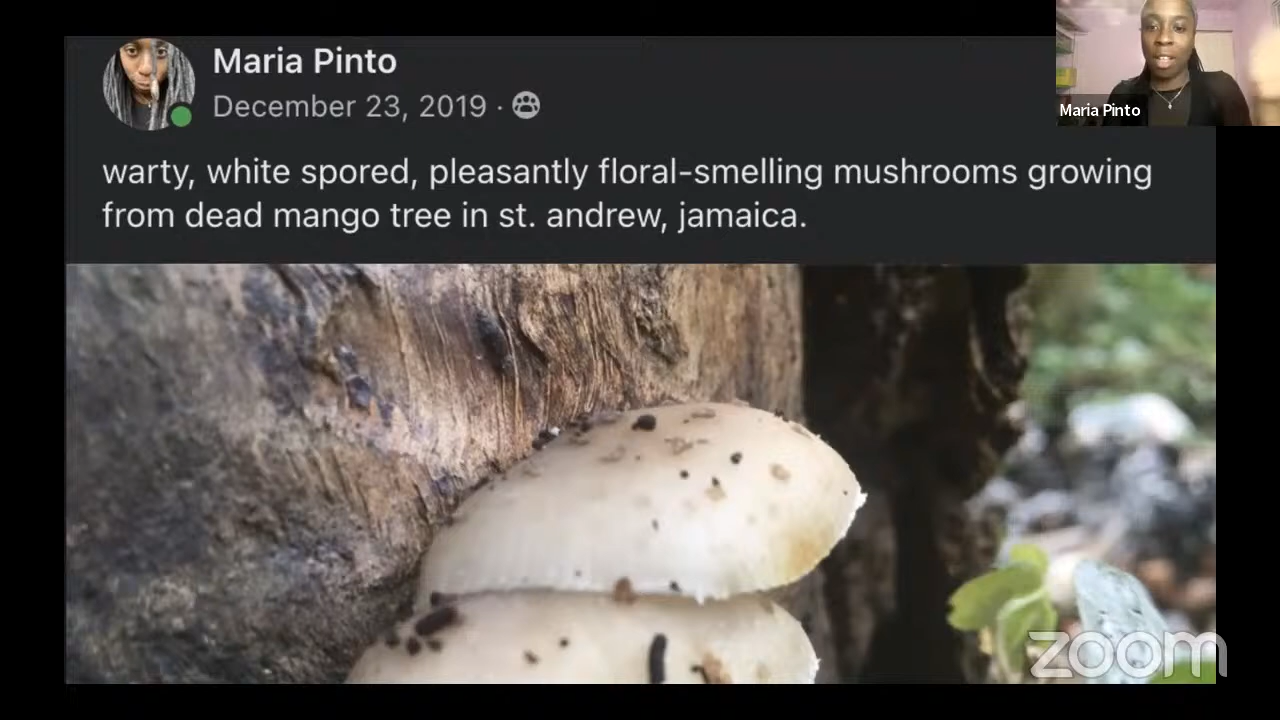 Maria Pinto
December 23, 2019 ·
Maria Pinto
warty, white spored, pleasantly floral-smelling mushrooms growing
from dead mango tree in st. andrew, jamaica.
zoom